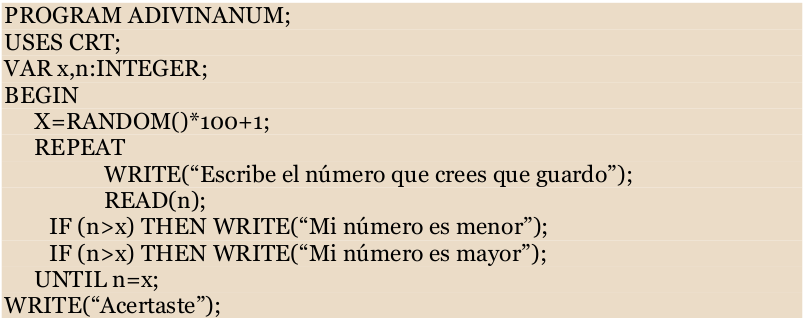 PROGRAM ADIVINANUM;
USES CRT;
VAR x,n:INTEGER;
BEGIN
X=RANDOM()*100+1;
REPEAT
WRITE(“Escribe el número que crees que guardo”);
READ(n);
IF (n>x) THEN WRITE(“Mi número es menor”);
IF (n>x) THEN WRITE(“Mi número es mayor”);
UNTIL n=x;
WRITE(“Acertaste”);